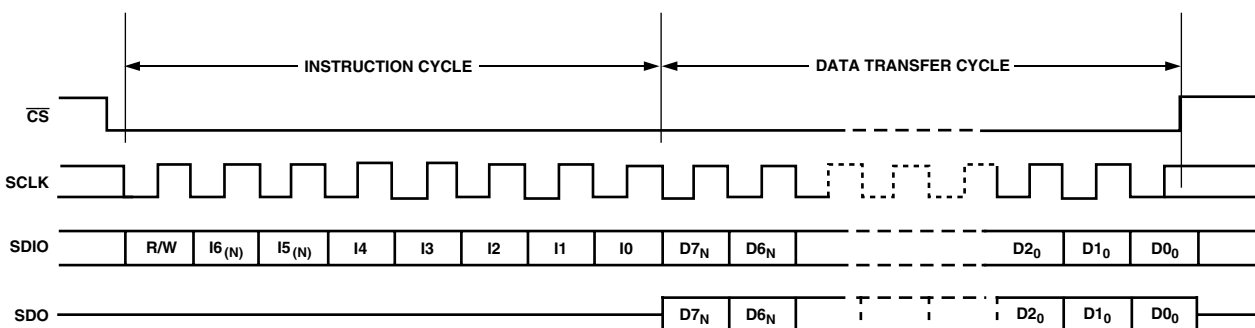 INSTRUCTION CYCLE DATA TRANSFER CYCLE
CS
SCLK
SDIO R/W I6(N) I5(N) I4 I3 I2 I1 I0 D7N D6N D20 D10 D00
SDO D7N D6N D20 D10 D00